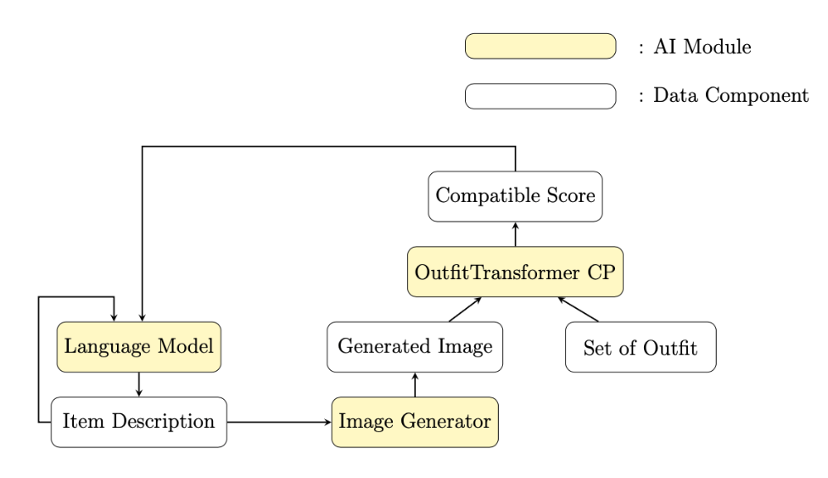 : AI Module
: Data Component
Compatible Score
OutfitTransformer CP
Language Model
Generated Image
Set of Outfit
Item Description
Image Generator